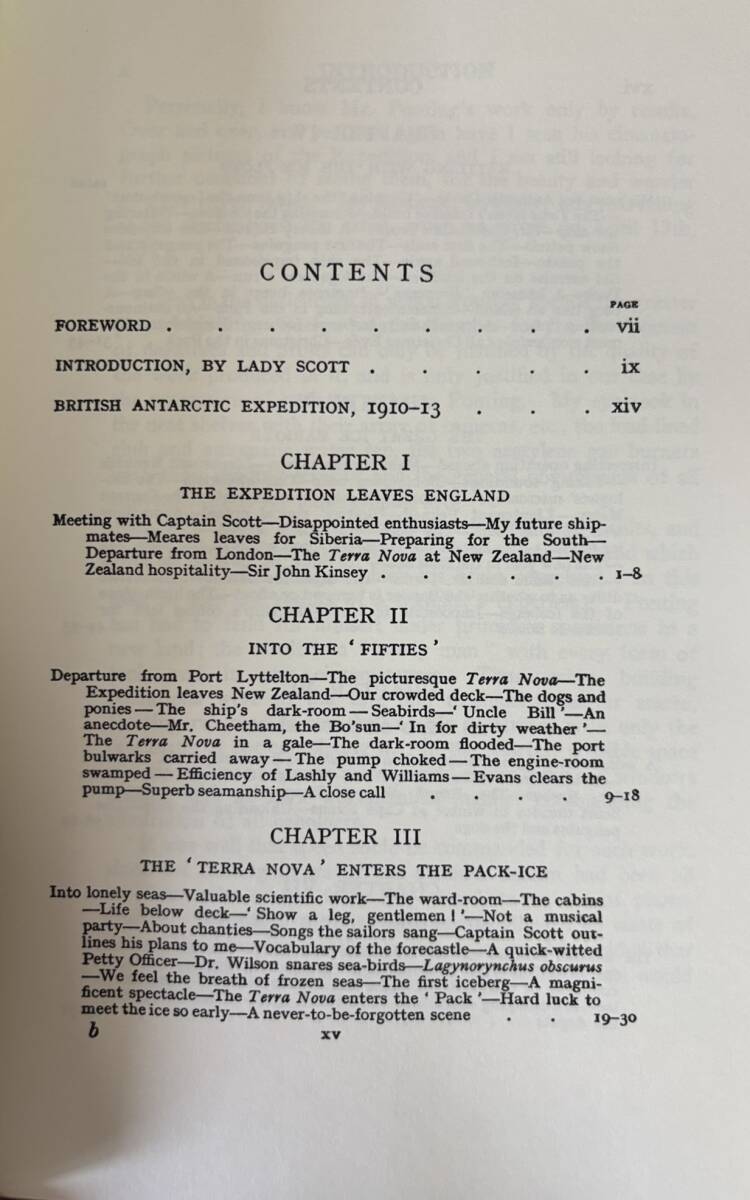 CONTENTS
PAGE
FOREWORD . . . . . . . . . vii
INTRODUCTION, BY LADY SCOTT . . . . . ix
BRITISH ANTARCTIC EXPEDITION, 1910–13 . . . xiv
CHAPTER I
THE EXPEDITION LEAVES ENGLAND
Meeting with Captain Scott—Disappointed enthusiasts—My future ship-
mates—Meares leaves for Siberia—Preparing for the South—
Departure from London—The Terra Nova at New Zealand—New
Zealand hospitality—Sir John Kinsey . . . . . . 1–8
CHAPTER II
INTO THE ‘ FIFTIES ’
Departure from Port Lyttelton—The picturesque Terra Nova—The
Expedition leaves New Zealand—Our crowded deck—The dogs and
ponies — The ship's dark-room — Seabirds—‘ Uncle Bill ’—An
anecdote—Mr. Cheetham, the Bo'sun—‘ In for dirty weather ’—
The Terra Nova in a gale—The dark-room flooded—The port
bulwarks carried away — The pump choked — The engine-room
swamped — Efficiency of Lashly and Williams — Evans clears the
pump—Superb seamanship—A close call . . . . 9–18
CHAPTER III
THE ‘ TERRA NOVA ’ ENTERS THE PACK-ICE
Into lonely seas—Valuable scientific work—The ward-room—The cabins
—Life below deck—‘ Show a leg, gentlemen ! ’—Not a musical
party—About chanties—Songs the sailors sang—Captain Scott out-
lines his plans to me—Vocabulary of the forecastle—A quick-witted
Petty Officer—Dr. Wilson snares sea-birds—Lagynorynchus obscurus
—We feel the breath of frozen seas—The first iceberg—A magni-
ficent spectacle—The Terra Nova enters the ‘ Pack ’—Hard luck to
meet the ice so early—A never-to-be-forgotten scene . . 19–30
b xv